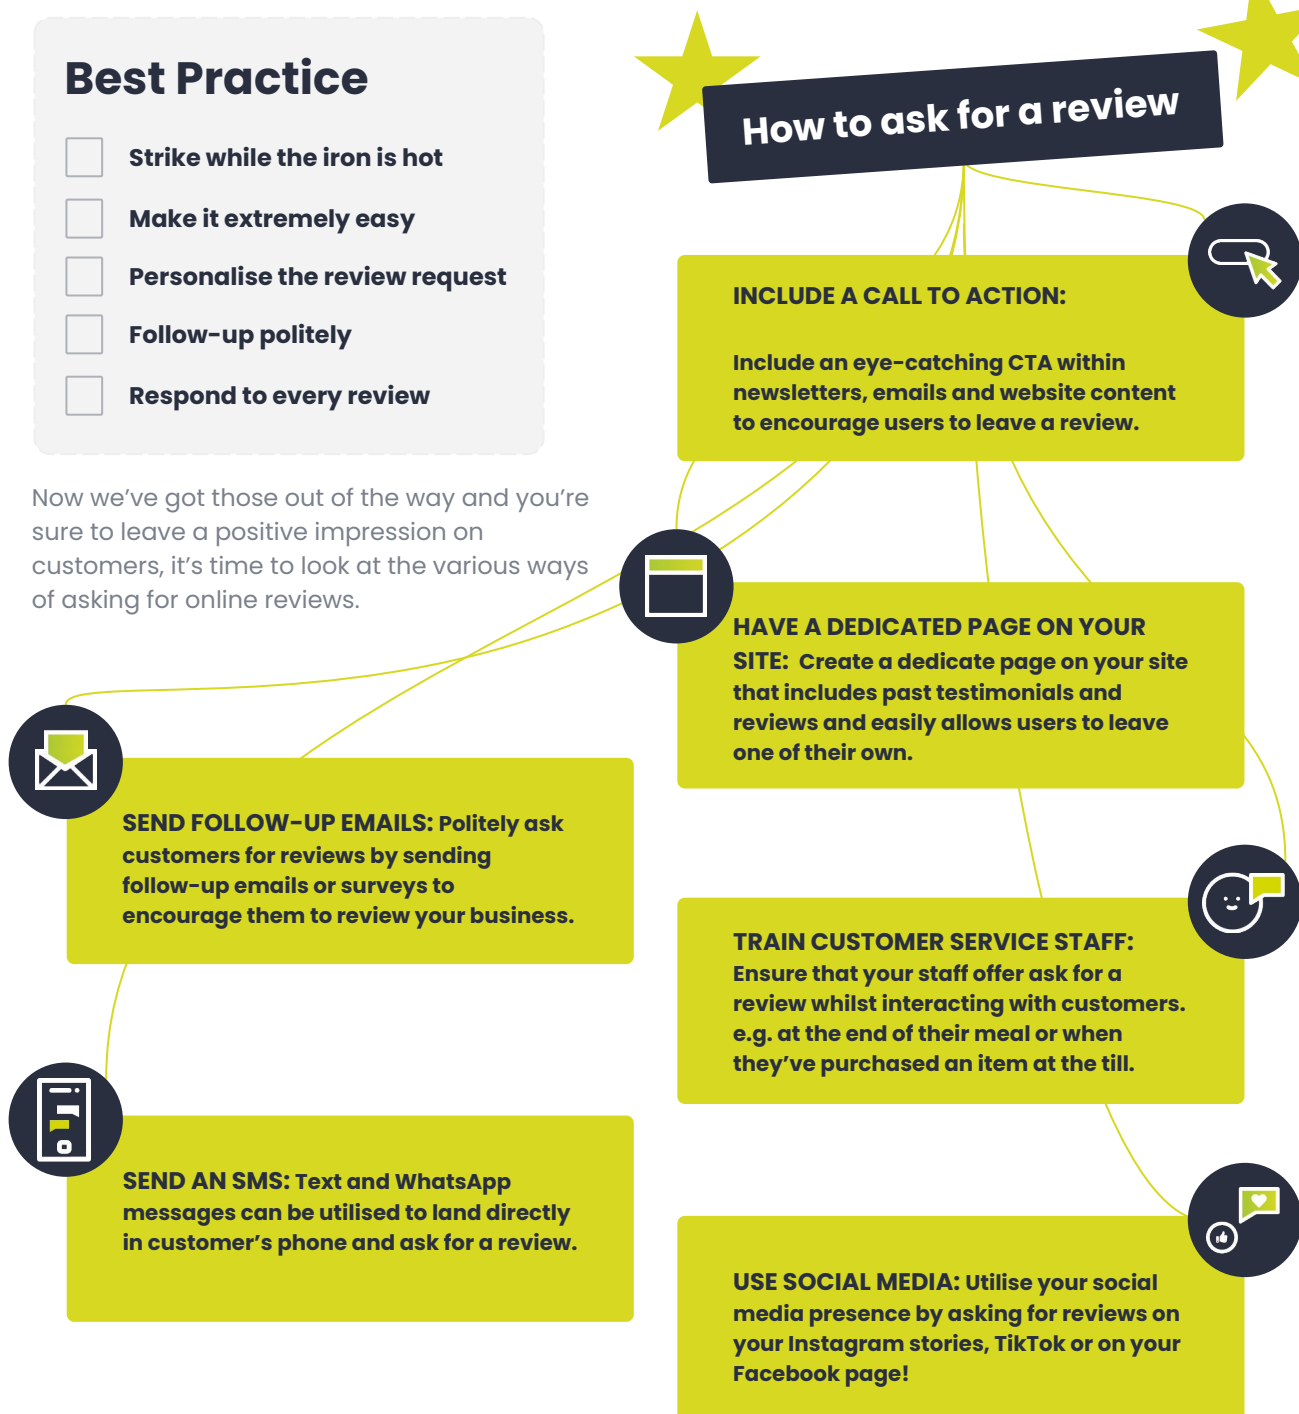 Best Practice
Strike while the iron is hot
Make it extremely easy
Personalise the review request
Follow-up politely
Respond to every review
Now we've got those out of the way and you're
sure to leave a positive impression on
customers, it's time to look at the various ways
of asking for online reviews.
How to ask for a review
INCLUDE A CALL TO ACTION:
Include an eye-catching CTA within
newsletters, emails and website content
to encourage users to leave a review.
HAVE A DEDICATED PAGE ON YOUR
SITE: Create a dedicate page on your site
that includes past testimonials and
reviews and easily allows users to leave
one of their own.
SEND FOLLOW-UP EMAILS: Politely ask
customers for reviews by sending
follow-up emails or surveys to
encourage them to review your business.
TRAIN CUSTOMER SERVICE STAFF:
Ensure that your staff offer ask for a
review whilst interacting with customers.
e.g. at the end of their meal or when
they've purchased an item at the till.
SEND AN SMS: Text and WhatsApp
messages can be utilised to land directly
in customer's phone and ask for a review.
USE SOCIAL MEDIA: Utilise your social
media presence by asking for reviews on
your Instagram stories, TikTok or on your
Facebook page!